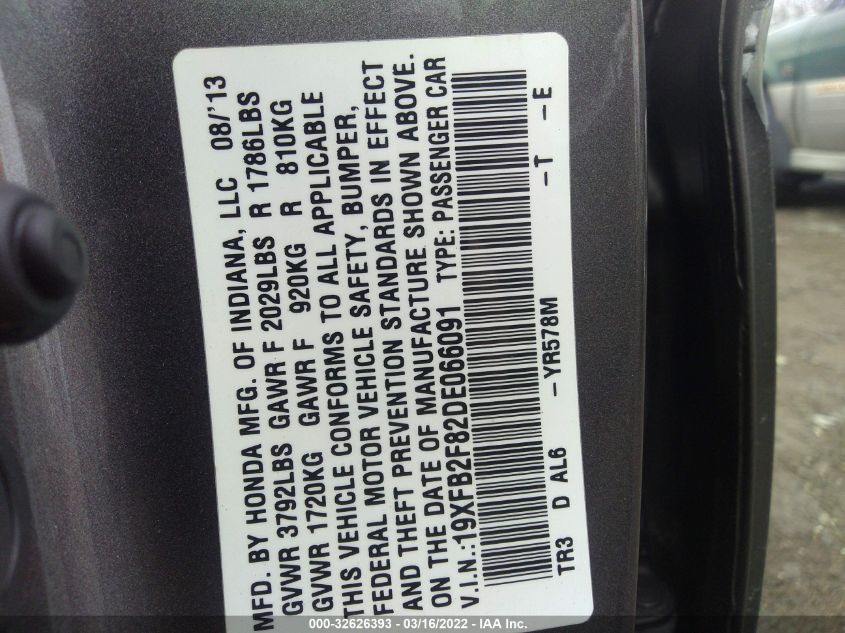 MFD. BY HONDA MFG. OF INDIANA, LLC 08/'13
GVWR 3792LBS GAWR F 2029LBS R 1786LBS
GVWR 1720KG GAWR F 920KG R 810KG
THIS VEHICLE CONFORMS TO ALL APPLICABLE
FEDERAL MOTOR VEHICLE SAFETY, BUMPER,
AND THEFT PREVENTION STANDARDS IN EFFECT
ON THE DATE OF MANUFACTURE SHOWN ABOVE.
V.I.N.:19XFB2F82DE066091 TYPE: PASSENGER CAR
TR3 D AL6 – YR578M –T –E
000-32626393 - 03/16/2022 - IAA Inc.